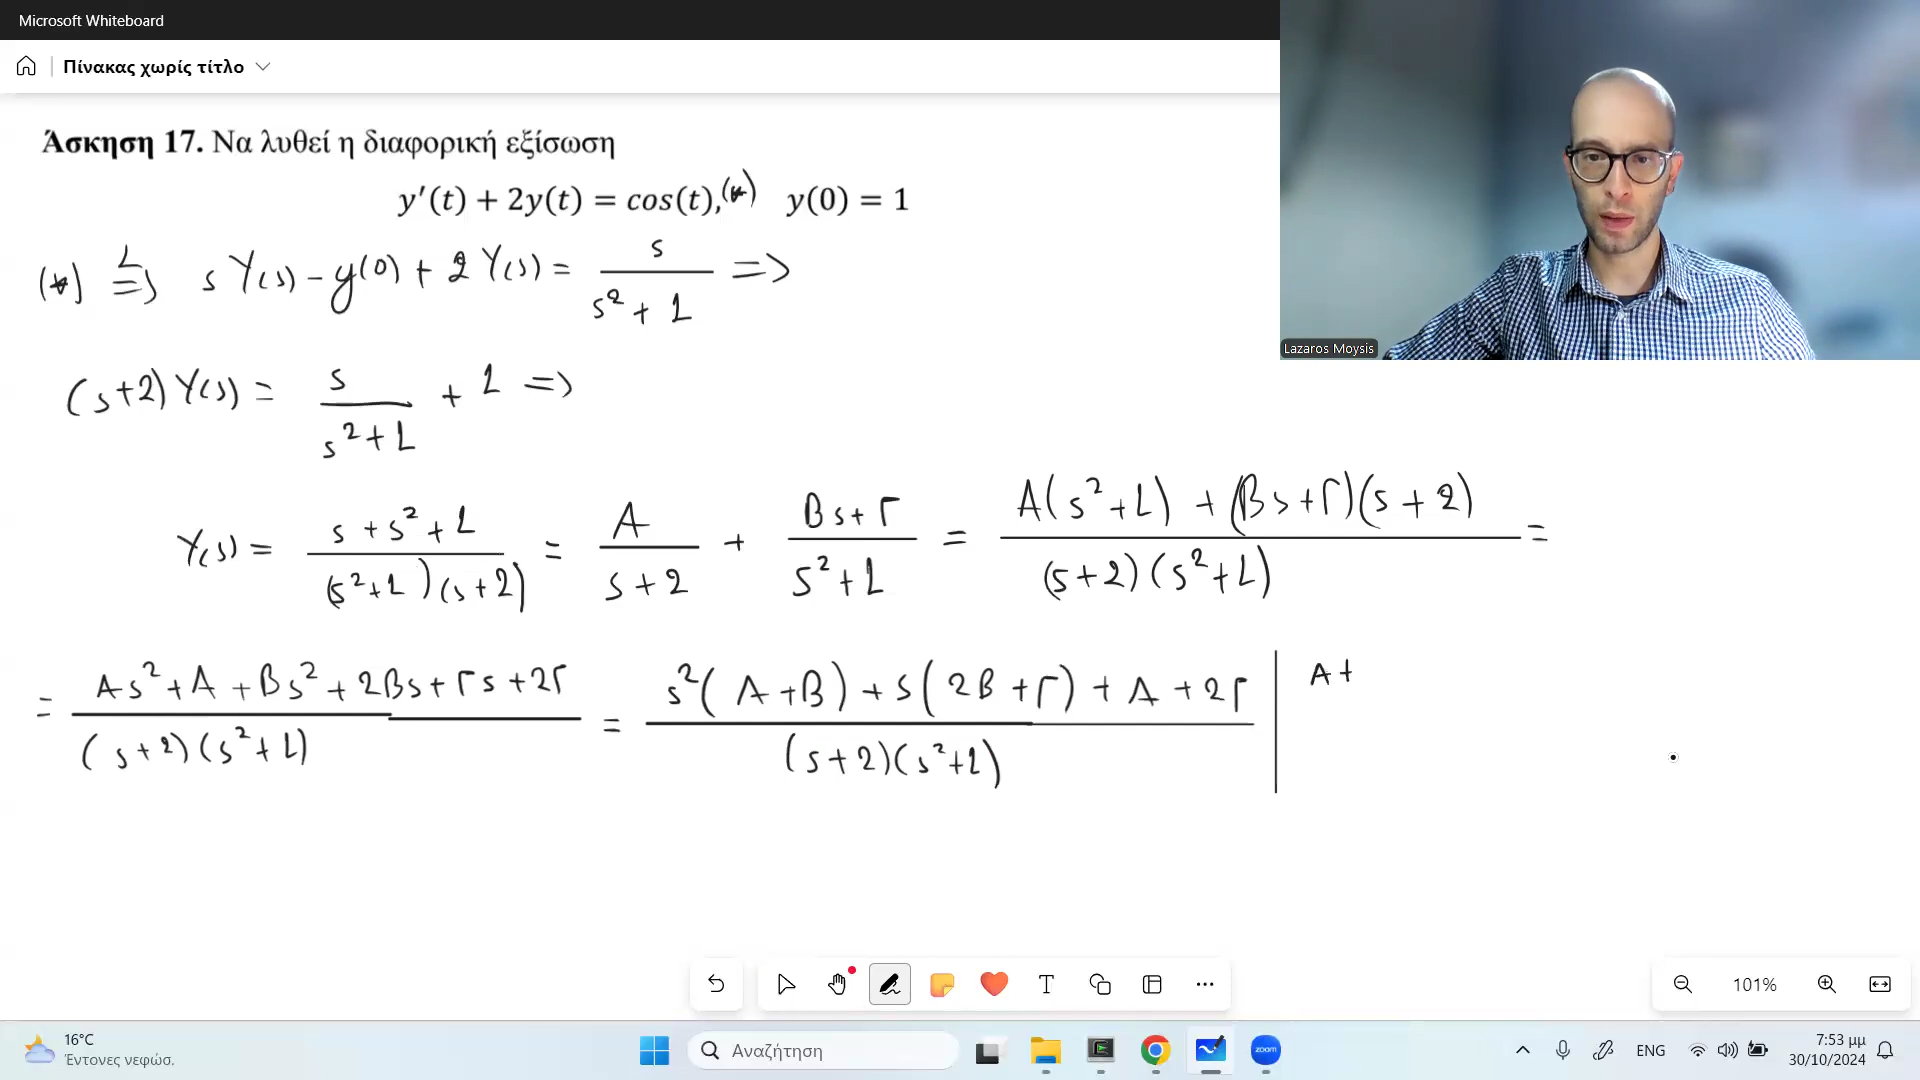 Microsoft Whiteboard
Πίνακας χωρίς τίτλο
Άσκηση 17. Να λυθεί η διαφορική εξίσωση
y′(t) + 2y(t) = cos(t), (*) y(0) = 1
(*) L=> sY(s) - y(0) + 2Y(s) = s / (s² + 1) =>
(s+2)Y(s) = s / (s²+1) + 1 =>
Y(s) = (s + s² + 1) / ((s²+1)(s+2)) = A / (s+2) + (Bs+Γ) / (s²+1) = (A(s²+1) + (Bs+Γ)(s+2)) / ((s+2)(s²+1)) =
= (As² + A + Bs² + 2Bs + Γs + 2Γ) / ((s+2)(s²+1)) = (s²(A+B) + s(2B+Γ) + A + 2Γ) / ((s+2)(s²+1)) | A+
Lazaros Moysis
101%
16°C
Έντονες νεφώσ.
Αναζήτηση
zoom
ENG
7:53 μμ
30/10/2024